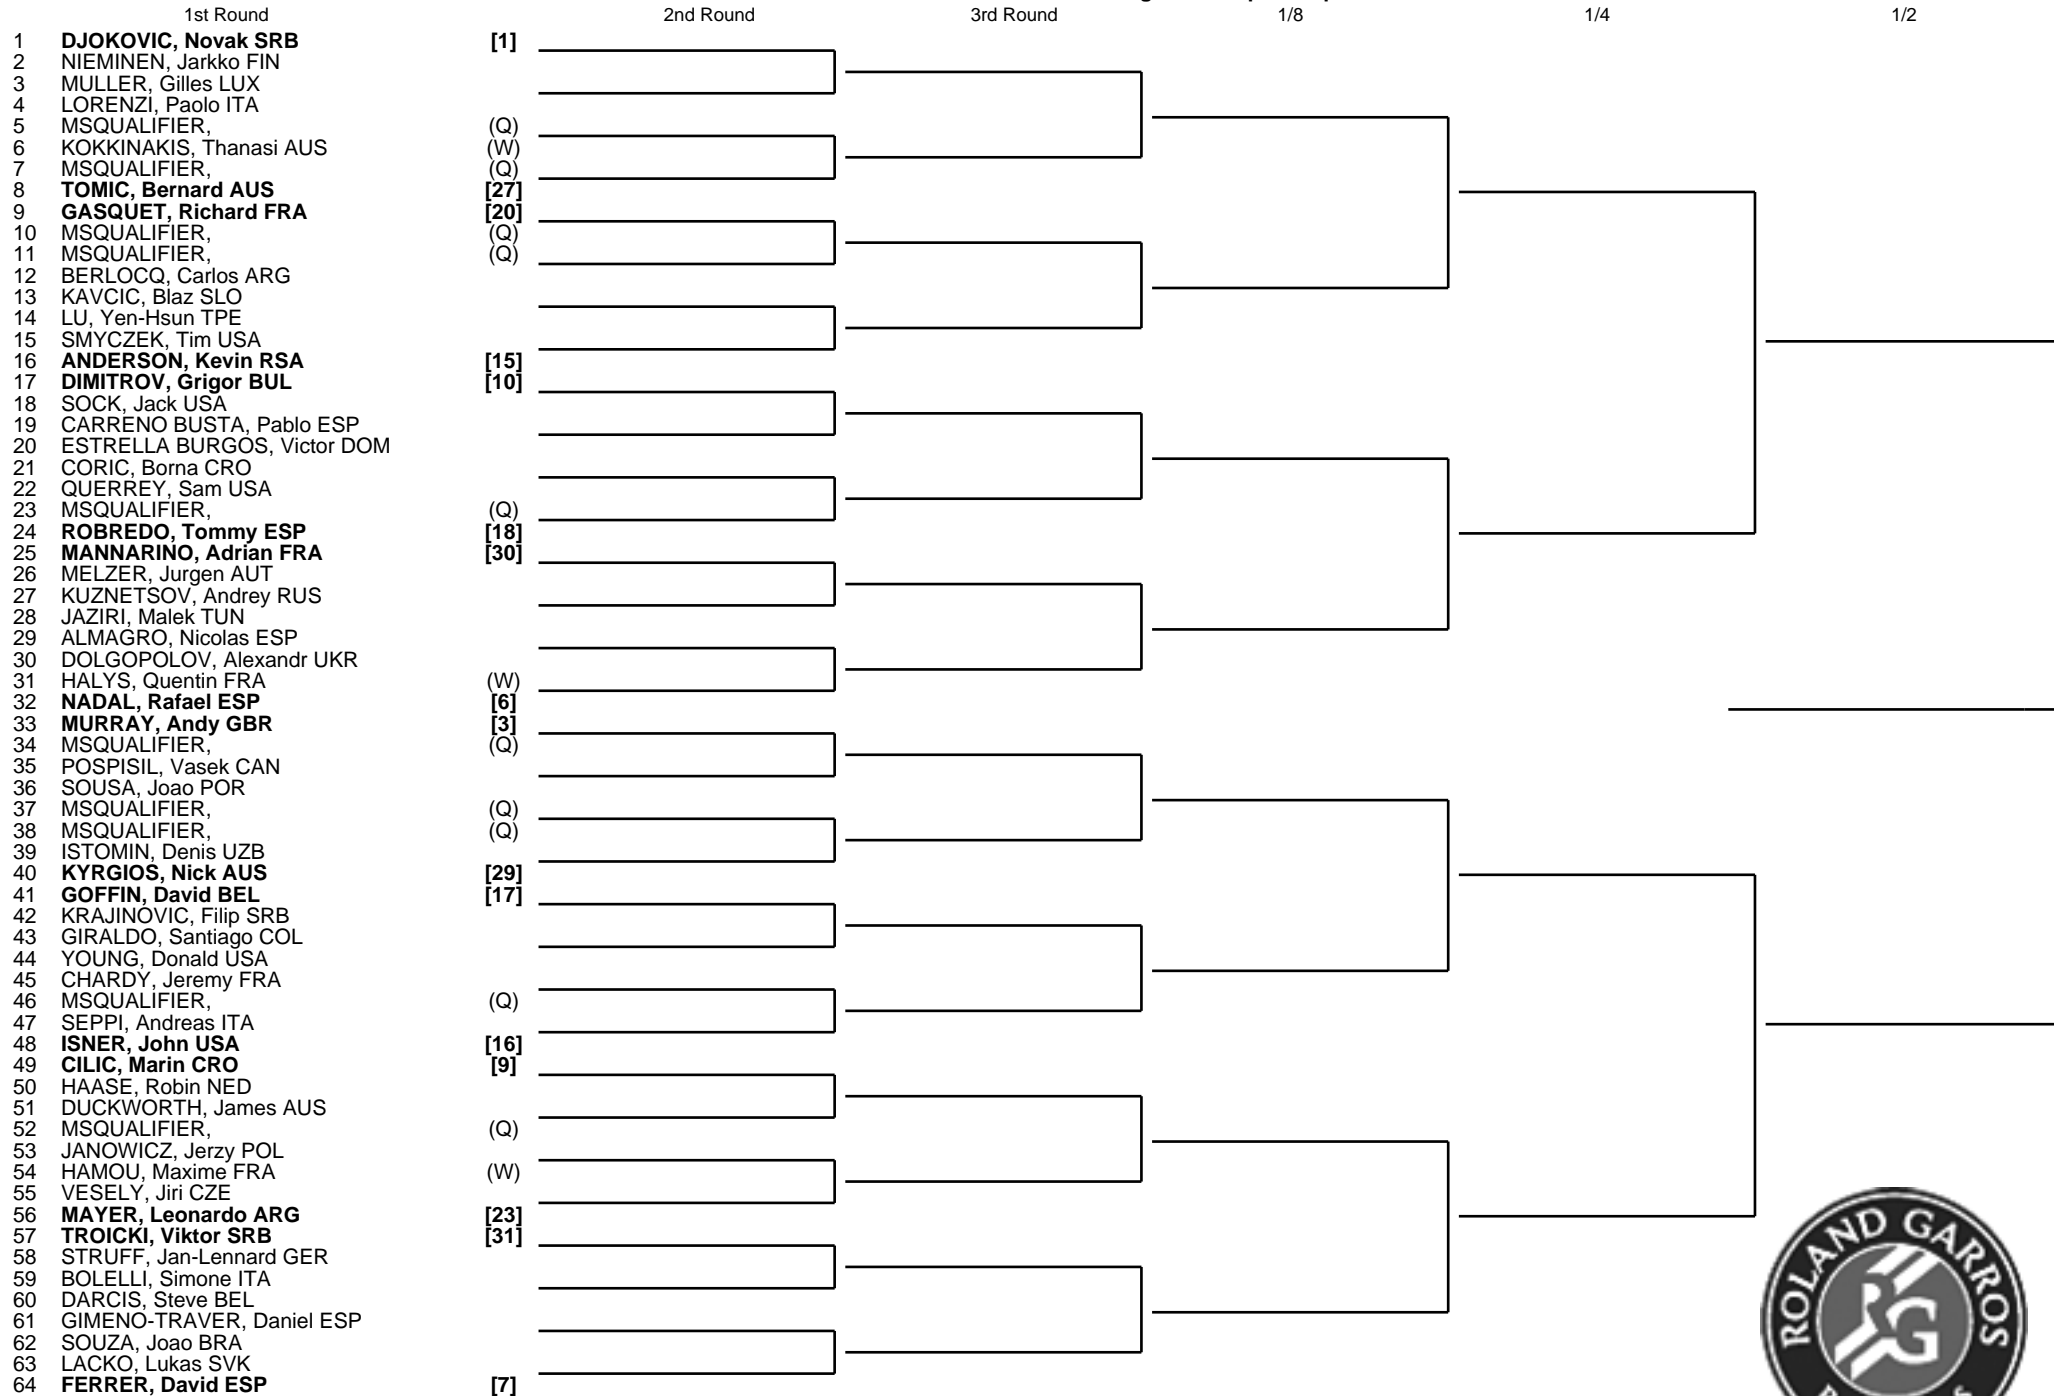 1st Round 2nd Round 3rd Round 1/8 1/4 1/2
1 DJOKOVIC, Novak SRB [1]
2 NIEMINEN, Jarkko FIN
3 MULLER, Gilles LUX
4 LORENZI, Paolo ITA
5 MSQUALIFIER, (Q)
6 KOKKINAKIS, Thanasi AUS (W)
7 MSQUALIFIER, (Q)
8 TOMIC, Bernard AUS [27]
9 GASQUET, Richard FRA [20]
10 MSQUALIFIER, (Q)
11 MSQUALIFIER, (Q)
12 BERLOCQ, Carlos ARG
13 KAVCIC, Blaz SLO
14 LU, Yen-Hsun TPE
15 SMYCZEK, Tim USA
16 ANDERSON, Kevin RSA [15]
17 DIMITROV, Grigor BUL [10]
18 SOCK, Jack USA
19 CARRENO BUSTA, Pablo ESP
20 ESTRELLA BURGOS, Victor DOM
21 CORIC, Borna CRO
22 QUERREY, Sam USA
23 MSQUALIFIER, (Q)
24 ROBREDO, Tommy ESP [18]
25 MANNARINO, Adrian FRA [30]
26 MELZER, Jurgen AUT
27 KUZNETSOV, Andrey RUS
28 JAZIRI, Malek TUN
29 ALMAGRO, Nicolas ESP
30 DOLGOPOLOV, Alexandr UKR
31 HALYS, Quentin FRA (W)
32 NADAL, Rafael ESP [6]
33 MURRAY, Andy GBR [3]
34 MSQUALIFIER, (Q)
35 POSPISIL, Vasek CAN
36 SOUSA, Joao POR
37 MSQUALIFIER, (Q)
38 MSQUALIFIER, (Q)
39 ISTOMIN, Denis UZB
40 KYRGIOS, Nick AUS [29]
41 GOFFIN, David BEL [17]
42 KRAJINOVIC, Filip SRB
43 GIRALDO, Santiago COL
44 YOUNG, Donald USA
45 CHARDY, Jeremy FRA
46 MSQUALIFIER, (Q)
47 SEPPI, Andreas ITA
48 ISNER, John USA [16]
49 CILIC, Marin CRO [9]
50 HAASE, Robin NED
51 DUCKWORTH, James AUS
52 MSQUALIFIER, (Q)
53 JANOWICZ, Jerzy POL
54 HAMOU, Maxime FRA (W)
55 VESELY, Jiri CZE
56 MAYER, Leonardo ARG [23]
57 TROICKI, Viktor SRB [31]
58 STRUFF, Jan-Lennard GER
59 BOLELLI, Simone ITA
60 DARCIS, Steve BEL
61 GIMENO-TRAVER, Daniel ESP
62 SOUZA, Joao BRA
63 LACKO, Lukas SVK
64 FERRER, David ESP [7]
ROLAND GARROS
RG